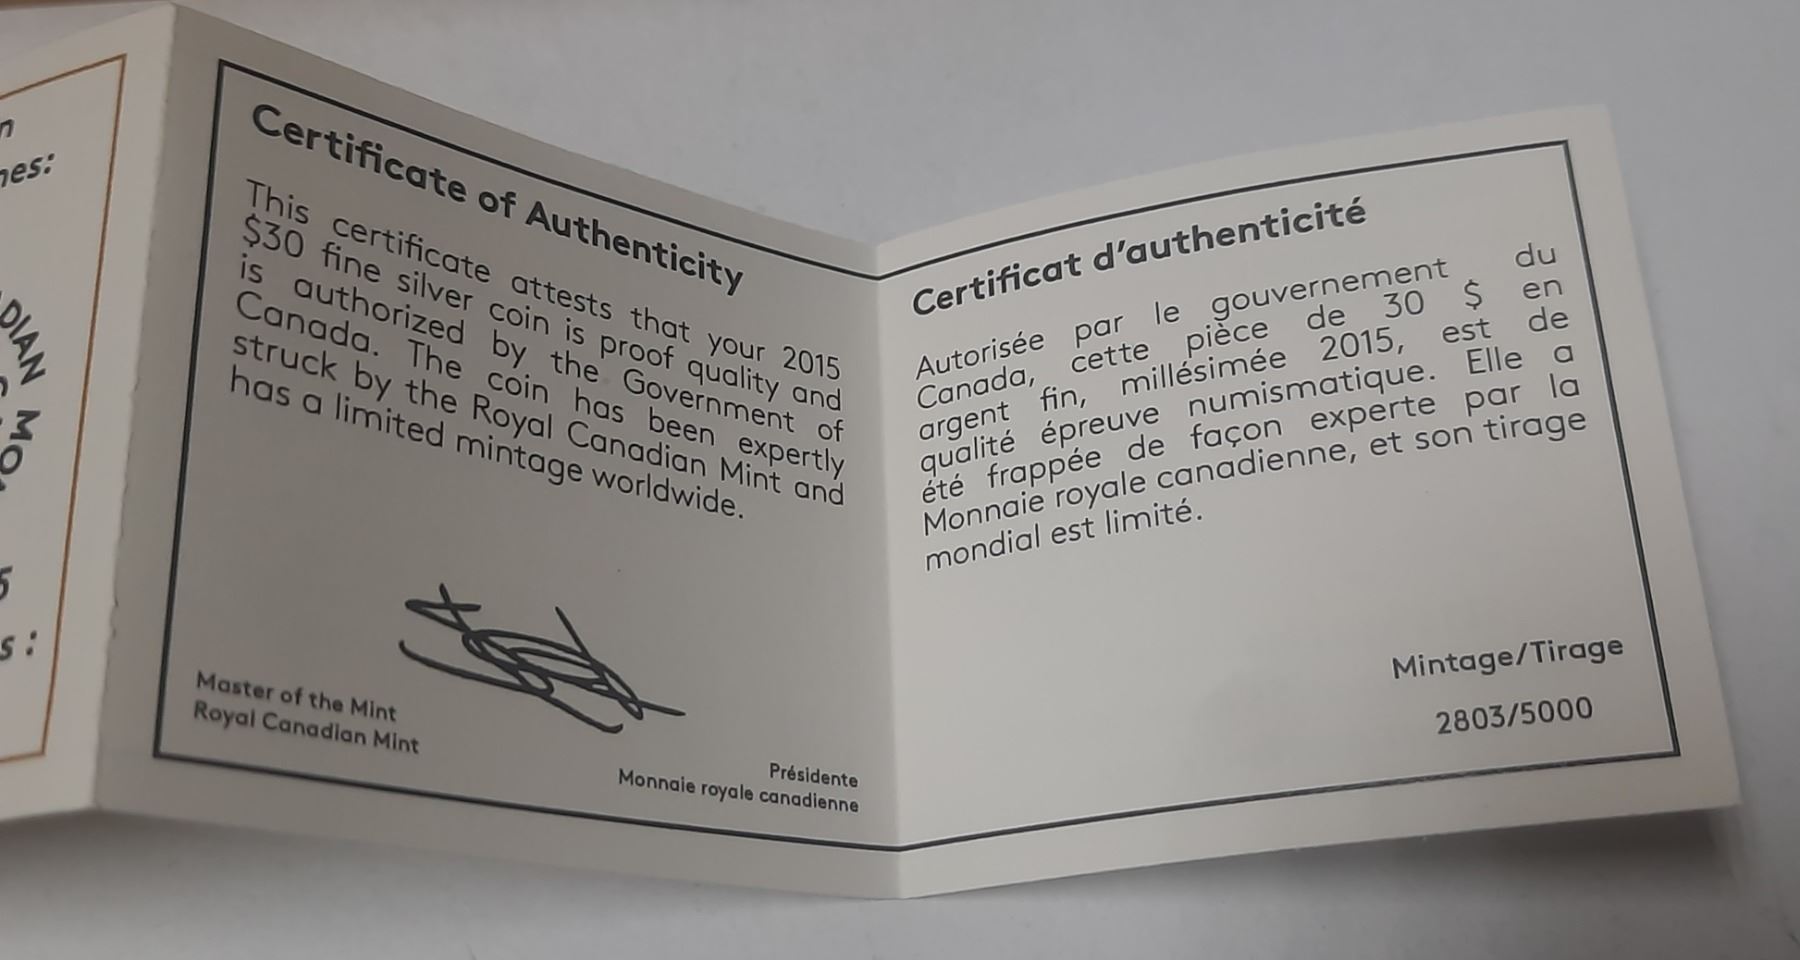 n
nes:
DIAN MO
5
s :
Certificate of Authenticity
This certificate attests that your 2015
$30 fine silver coin is proof quality and
is authorized by the Government of
Canada. The coin has been expertly
struck by the Royal Canadian Mint and
has a limited mintage worldwide.
Master of the Mint
Royal Canadian Mint
Présidente
Monnaie royale canadienne
Certificat d'authenticité
Autorisée par le gouvernement du
Canada, cette pièce de 30 $ en
argent fin, millésimée 2015, est de
qualité épreuve numismatique. Elle a
été frappée de façon experte par la
Monnaie royale canadienne, et son tirage
mondial est limité.
Mintage/Tirage
2803/5000